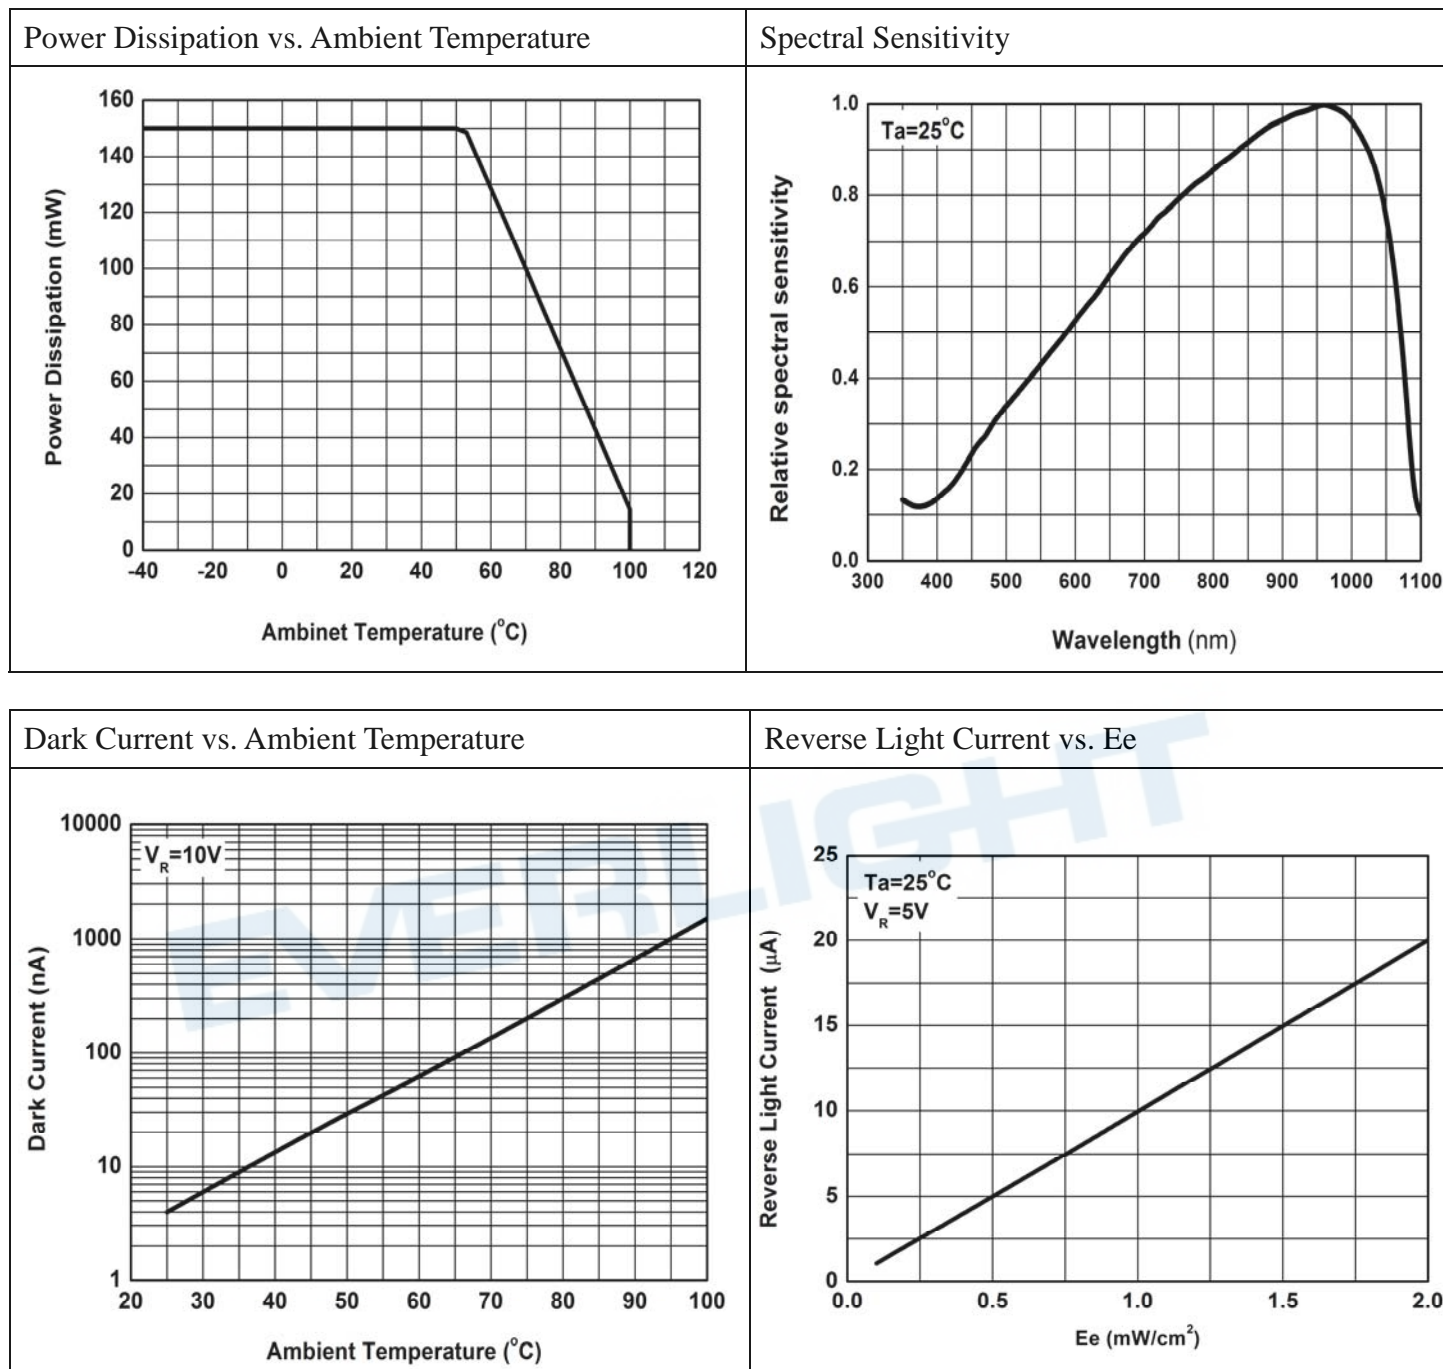 Power Dissipation vs. Ambient Temperature
Spectral Sensitivity
160
140
120
100
80
60
40
20
0
-40 -20 0 20 40 60 80 100 120
Power Dissipation (mW)
Ambinet Temperature (°C)
Ta=25°C
1.0
0.8
0.6
0.4
0.2
0.0
300 400 500 600 700 800 900 1000 1100
Relative spectral sensitivity
Wavelength (nm)
Dark Current vs. Ambient Temperature
Reverse Light Current vs. Ee
10000
1000
100
10
1
20 30 40 50 60 70 80 90 100
VR=10V
Dark Current (nA)
Ambient Temperature (°C)
25
20
15
10
5
0
0.0 0.5 1.0 1.5 2.0
Ta=25°C
VR=5V
Reverse Light Current (μA)
Ee (mW/cm²)
EVERLIGHT